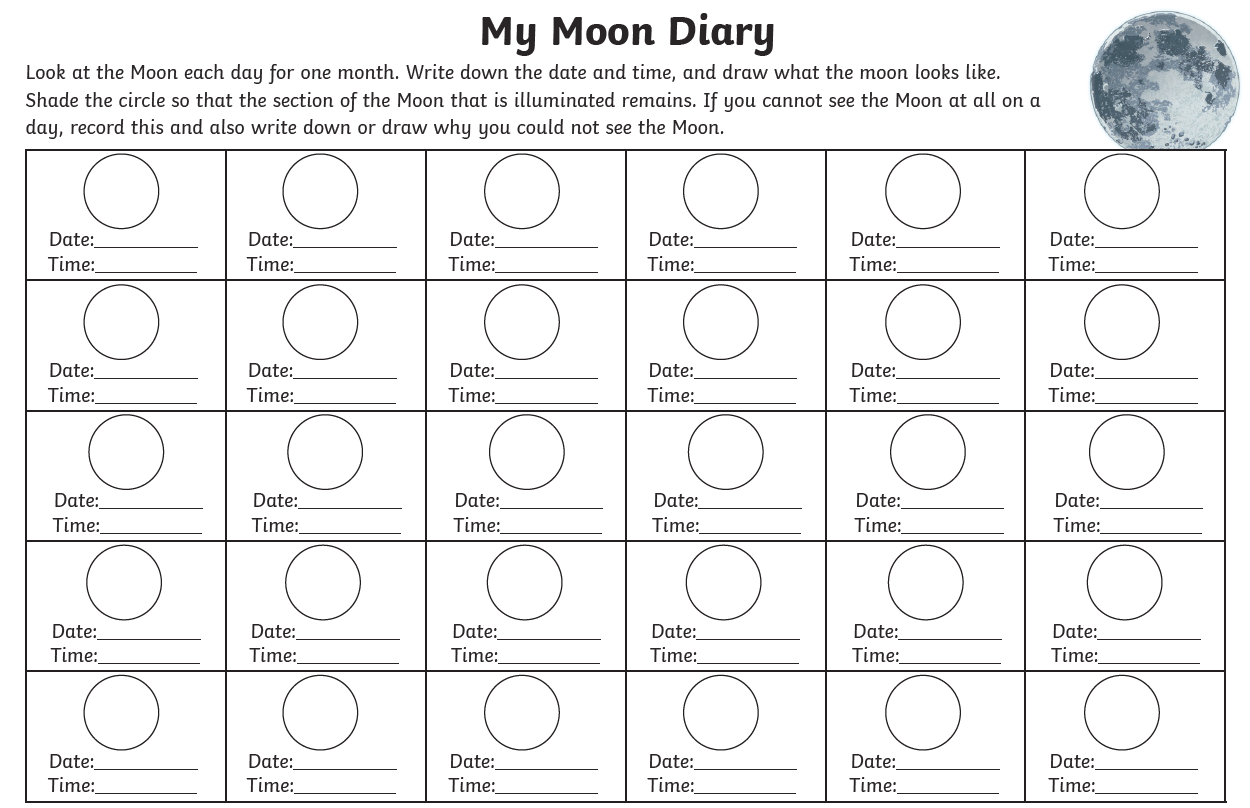 My Moon Diary
Look at the Moon each day for one month. Write down the date and time, and draw what the moon looks like.
Shade the circle so that the section of the Moon that is illuminated remains. If you cannot see the Moon at all on a
day, record this and also write down or draw why you could not see the Moon.
Date: Date: Date: Date: Date: Date:
Time: Time: Time: Time: Time: Time:
Date: Date: Date: Date: Date: Date:
Time: Time: Time: Time: Time: Time:
Date: Date: Date: Date: Date: Date:
Time: Time: Time: Time: Time: Time:
Date: Date: Date: Date: Date: Date:
Time: Time: Time: Time: Time: Time:
Date: Date: Date: Date: Date: Date:
Time: Time: Time: Time: Time: Time: